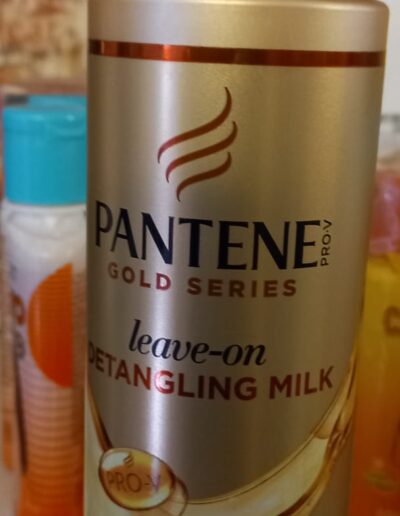 PANTENE
PRO-V
GOLD SERIES
leave-on
DETANGLING MILK
PRO-V